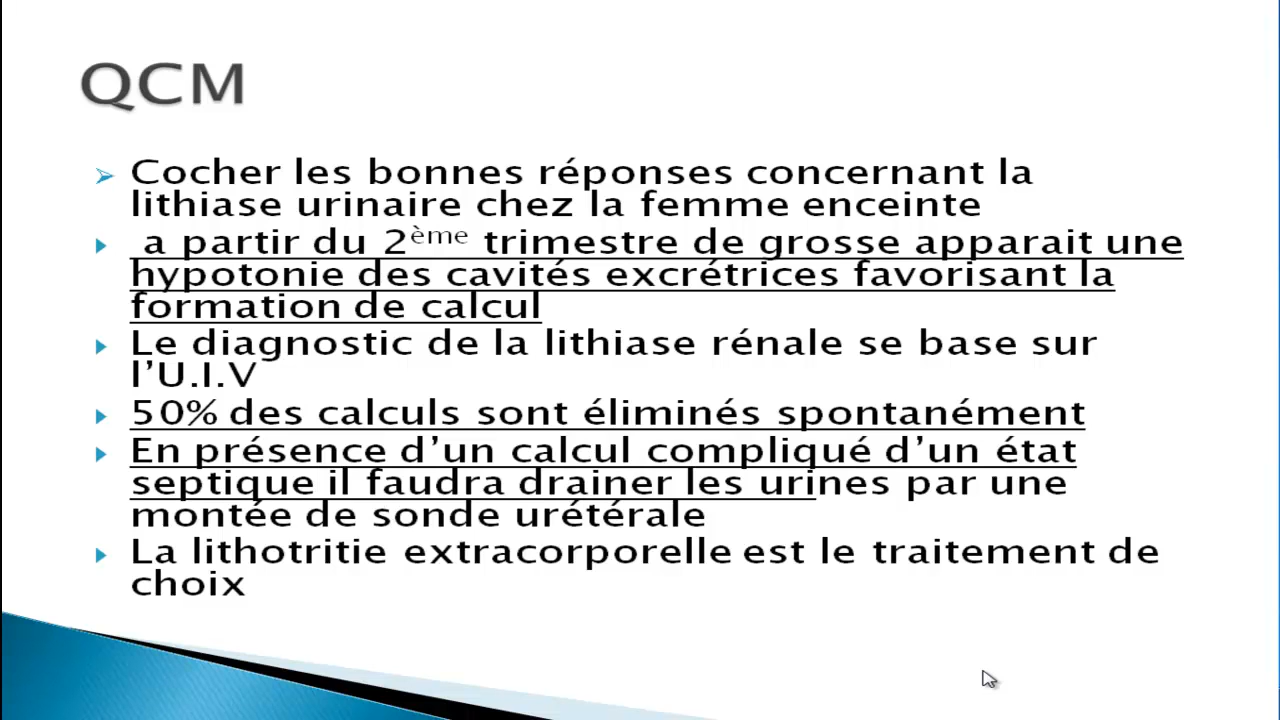 QCM
Cocher les bonnes réponses concernant la
lithiase urinaire chez la femme enceinte
a partir du 2ème trimestre de grosse apparait une
hypotonie des cavités excrétrices favorisant la
formation de calcul
Le diagnostic de la lithiase rénale se base sur
l'U.I.V
50% des calculs sont éliminés spontanément
En présence d'un calcul compliqué d'un état
septique il faudra drainer les urines par une
montée de sonde urétérale
La lithotritie extracorporelle est le traitement de
choix